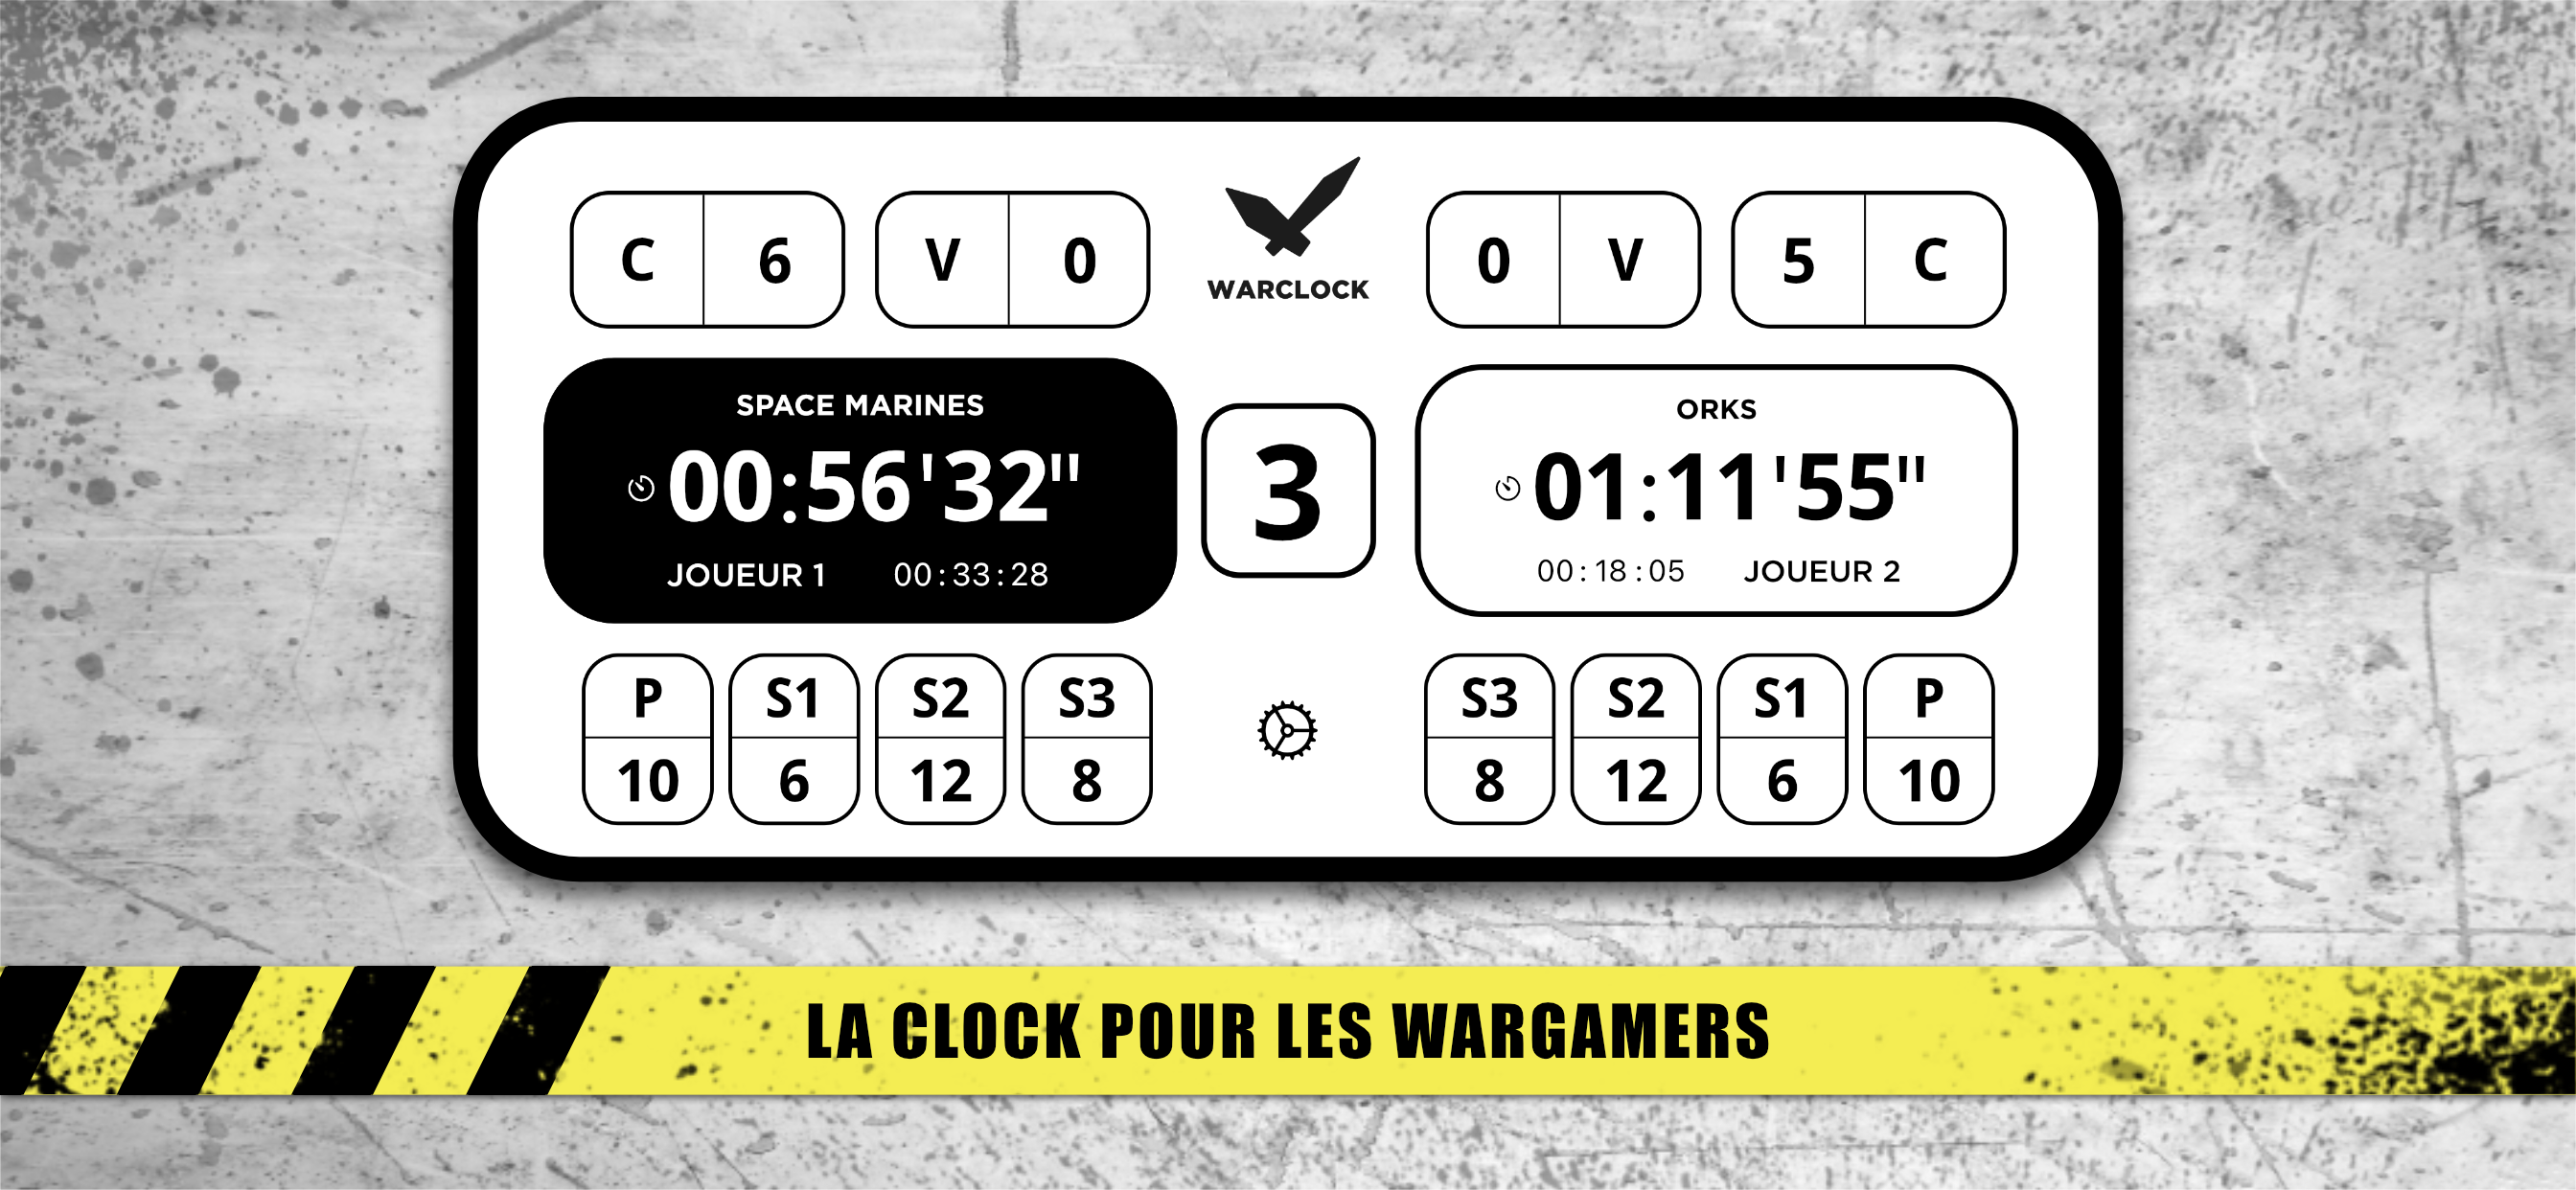 C 6 V 0
WARCLOCK
0 V 5 C
SPACE MARINES
00:56'32"
JOUEUR 1 00:33:28
3
ORKS
01:11'55"
00:18:05 JOUEUR 2
P S1 S2 S3
10 6 12 8
S3 S2 S1 P
8 12 6 10
LA CLOCK POUR LES WARGAMERS